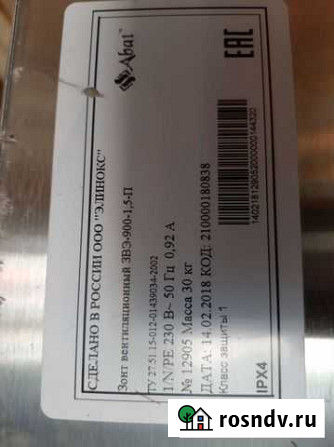 СДЕЛАНО В РОССИИ ООО "ЭЛИНОКС"
Abat
ЕАС
Зонт вентиляционный ЗВЭ-900-1,5-П
ТУ 27.51.15-012-01439034-2002
1/N/PE 230 В~ 50 Гц 0,92 А
№ 12905 Масса 30 кг
ДАТА: 14.02.2018 КОД: 210000180838
Класс защиты 1
IPX4
rosndv.ru